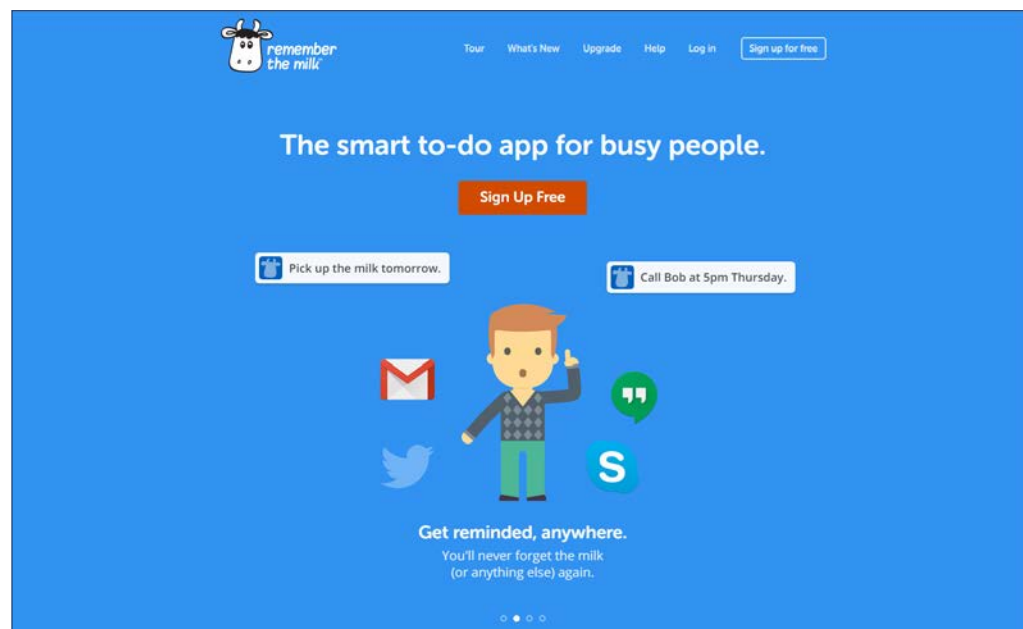 remember
the milk
Tour What's New Upgrade Help Log in Sign up for free
The smart to-do app for busy people.
Sign Up Free
Pick up the milk tomorrow.
Call Bob at 5pm Thursday.
S
Get reminded, anywhere.
You'll never forget the milk
(or anything else) again.